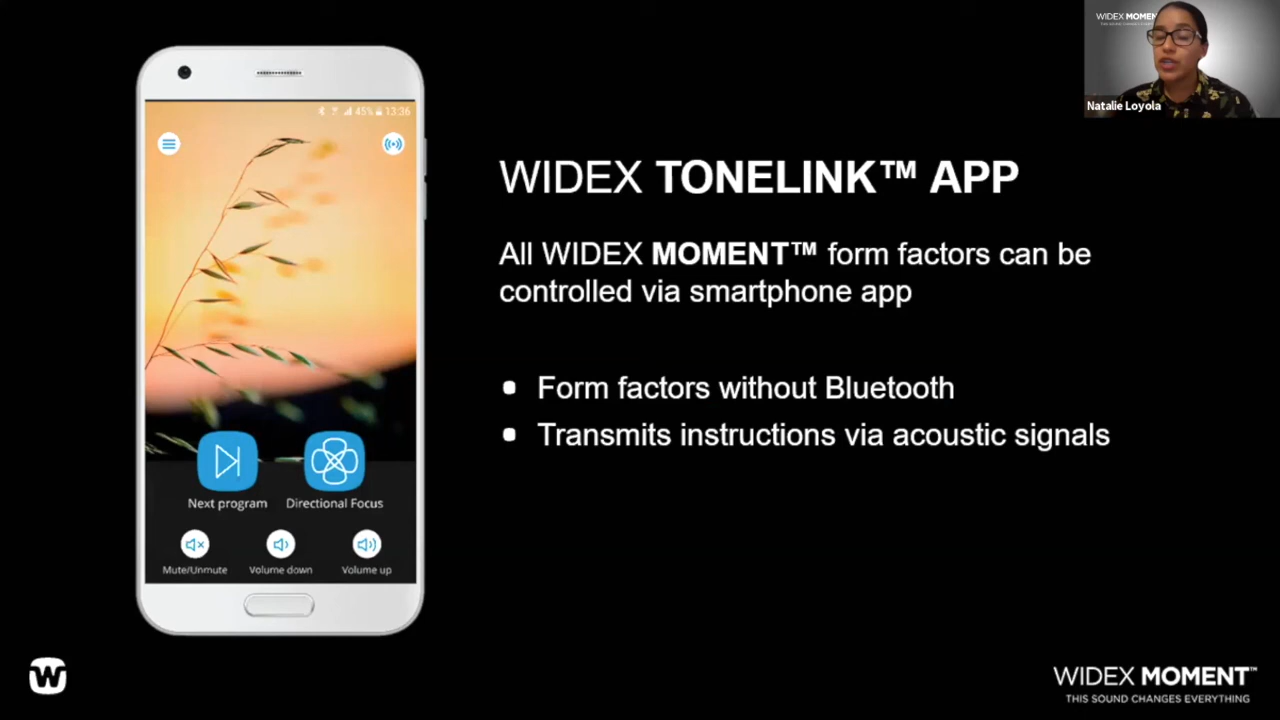 WIDEX MOMEN
Natalie Loyola
45% 13:36
WIDEX TONELINK™ APP
All WIDEX MOMENT™ form factors can be
controlled via smartphone app
Form factors without Bluetooth
Transmits instructions via acoustic signals
Next program
Directional Focus
Mute/Unmute
Volume down
Volume up
W
WIDEX MOMENT™
THIS SOUND CHANGES EVERYTHING